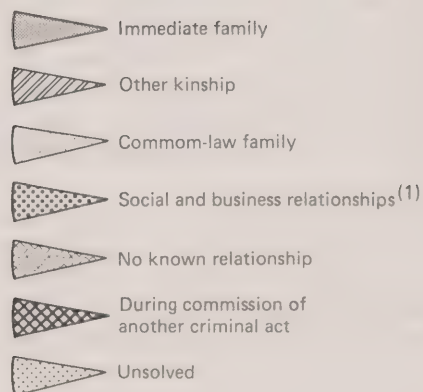 Immediate family
Other kinship
Commom-law family
Social and business relationships(1)
No known relationship
During commission of
another criminal act
Unsolved